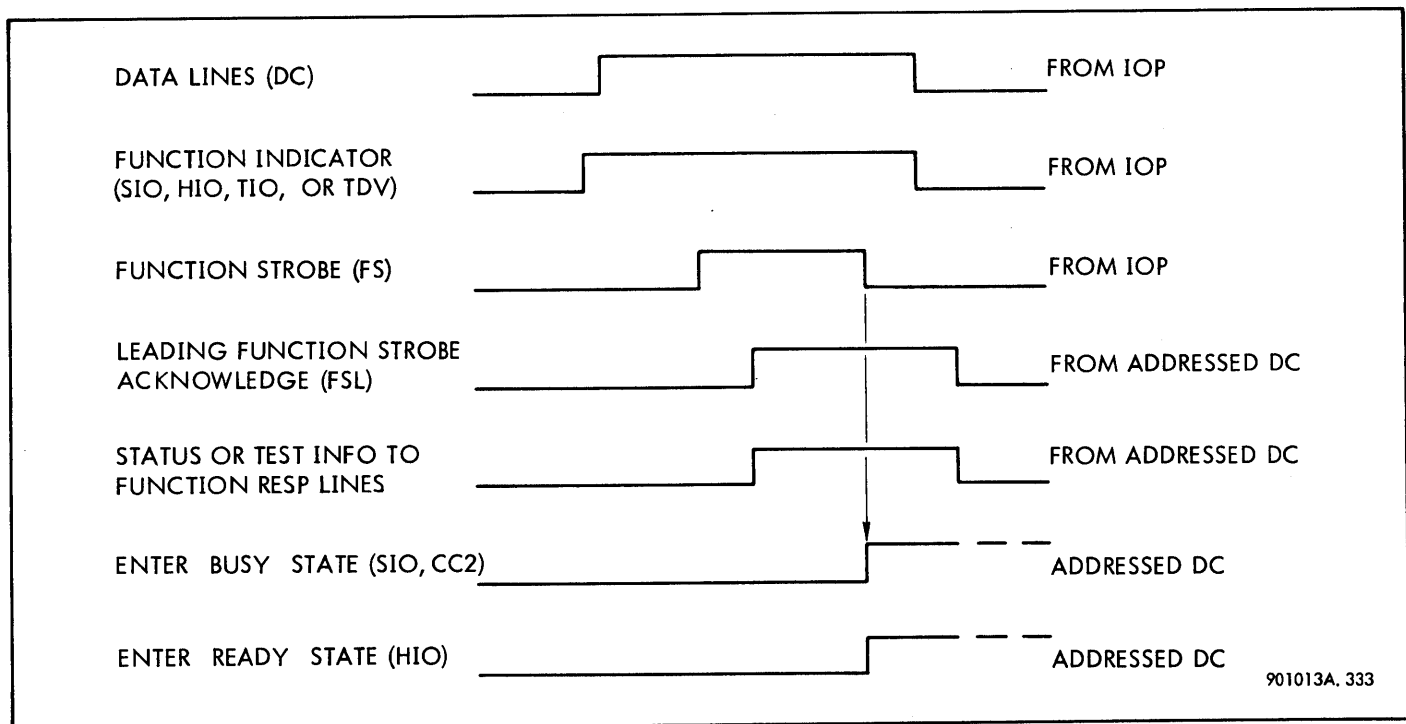 DATA LINES (DC)
FROM IOP
FUNCTION INDICATOR
(SIO, HIO, TIO, OR TDV)
FROM IOP
FUNCTION STROBE (FS)
FROM IOP
LEADING FUNCTION STROBE
ACKNOWLEDGE (FSL)
FROM ADDRESSED DC
STATUS OR TEST INFO TO
FUNCTION RESP LINES
FROM ADDRESSED DC
ENTER BUSY STATE (SIO, CC2)
ADDRESSED DC
ENTER READY STATE (HIO)
ADDRESSED DC
901013A. 333